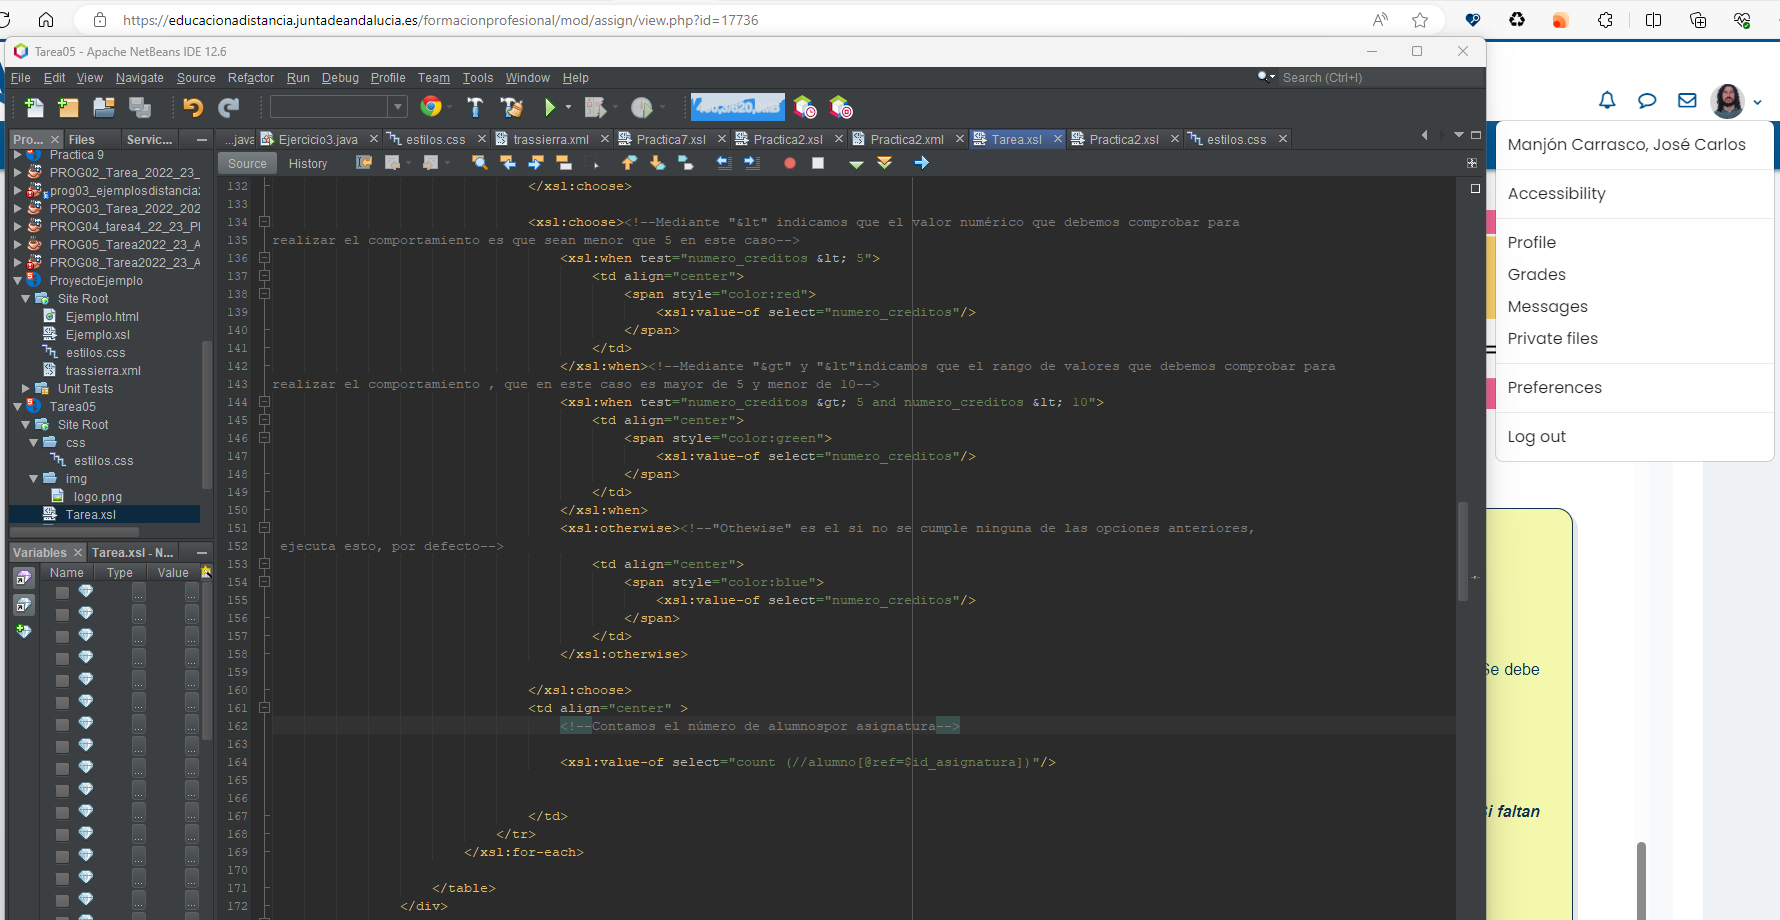 https://educacionadistancia.juntadeandalucia.es/formacionprofesional/mod/assign/view.php?id=17736
Tarea05 - Apache NetBeans IDE 12.6
File Edit View Navigate Source Refactor Run Debug Profile Team Tools Window Help
Search (Ctrl+I)
Pro... Files Servic...
...java Ejercicio3.java estilos.css trassierra.xml Practica7.xsl Practica2.xsl Practica2.xml Tarea.xsl Practica2.xsl estilos.css
Source History
Practica 9
PROG02_Tarea_2022_23_
prog03_ejemplosdistancia
PROG03_Tarea_2022_202
PROG04_tarea4_22_23_Pl
PROG05_Tarea2022_23_A
PROG08_Tarea2022_23_A
ProyectoEjemplo
Site Root
Ejemplo.html
Ejemplo.xsl
estilos.css
trassierra.xml
Unit Tests
Tarea05
Site Root
css
estilos.css
img
logo.png
Tarea.xsl
Variables Tarea.xsl - N...
Name Type Value
132 </xsl:choose>
133
134 <xsl:choose><!--Mediante "&lt" indicamos que el valor numérico que debemos comprobar para
135 realizar el comportamiento es que sean menor que 5 en este caso-->
136 <xsl:when test="numero_creditos &lt; 5">
137 <td align="center">
138 <span style="color:red">
139 <xsl:value-of select="numero_creditos"/>
140 </span>
141 </td>
142 </xsl:when><!--Mediante "&gt" y "&lt"indicamos que el rango de valores que debemos comprobar para
143 realizar el comportamiento , que en este caso es mayor de 5 y menor de 10-->
144 <xsl:when test="numero_creditos &gt; 5 and numero_creditos &lt; 10">
145 <td align="center">
146 <span style="color:green">
147 <xsl:value-of select="numero_creditos"/>
148 </span>
149 </td>
150 </xsl:when>
151 <xsl:otherwise><!--"Othewise" es el si no se cumple ninguna de las opciones anteriores,
152 ejecuta esto, por defecto-->
153 <td align="center">
154 <span style="color:blue">
155 <xsl:value-of select="numero_creditos"/>
156 </span>
157 </td>
158 </xsl:otherwise>
159
160 </xsl:choose>
161 <td align="center" >
162 <!--Contamos el número de alumnospor asignatura-->
163
164 <xsl:value-of select="count (//alumno[@ref=$id_asignatura])"/>
165
166
167 </td>
168 </tr>
169 </xsl:for-each>
170
171 </table>
172 </div>
Manjón Carrasco, José Carlos
Accessibility
Profile
Grades
Messages
Private files
Preferences
Log out
Se debe
Si faltan